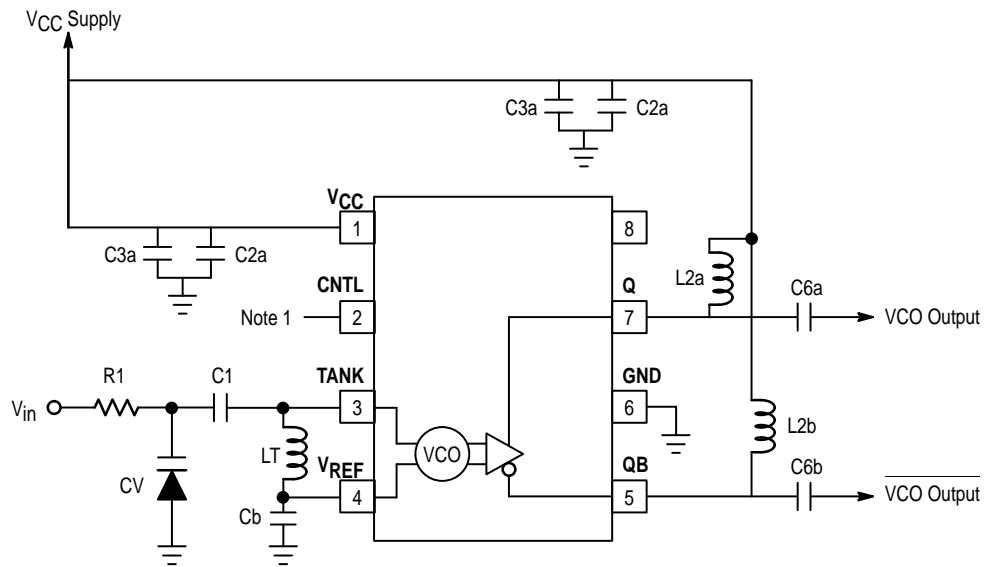 VCC Supply
C3a
C2a
VCC
1
8
C3a
C2a
L2a
CNTL
Q
C6a
Note 1
2
7
VCO Output
R1
C1
TANK
GND
Vin
3
6
L2b
LT
VCO
CV
VREF
QB
C6b
4
5
VCO Output
Cb